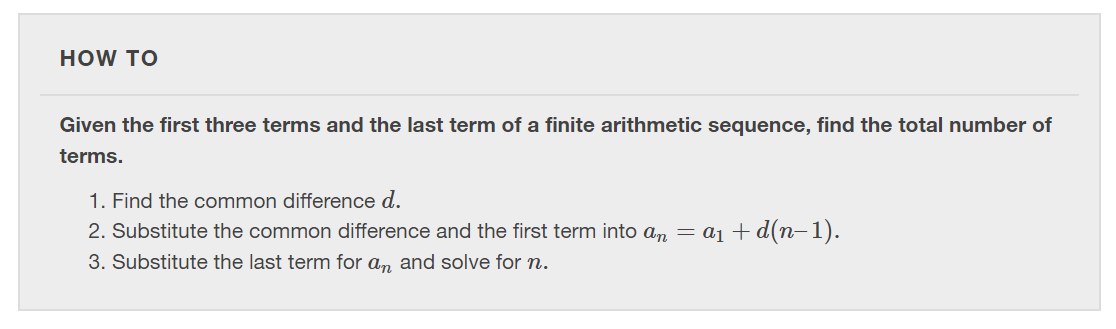 HOW TO
Given the first three terms and the last term of a finite arithmetic sequence, find the total number of
terms.
1. Find the common difference d.
2. Substitute the common difference and the first term into aₙ = a₁ + d(n–1).
3. Substitute the last term for aₙ and solve for n.